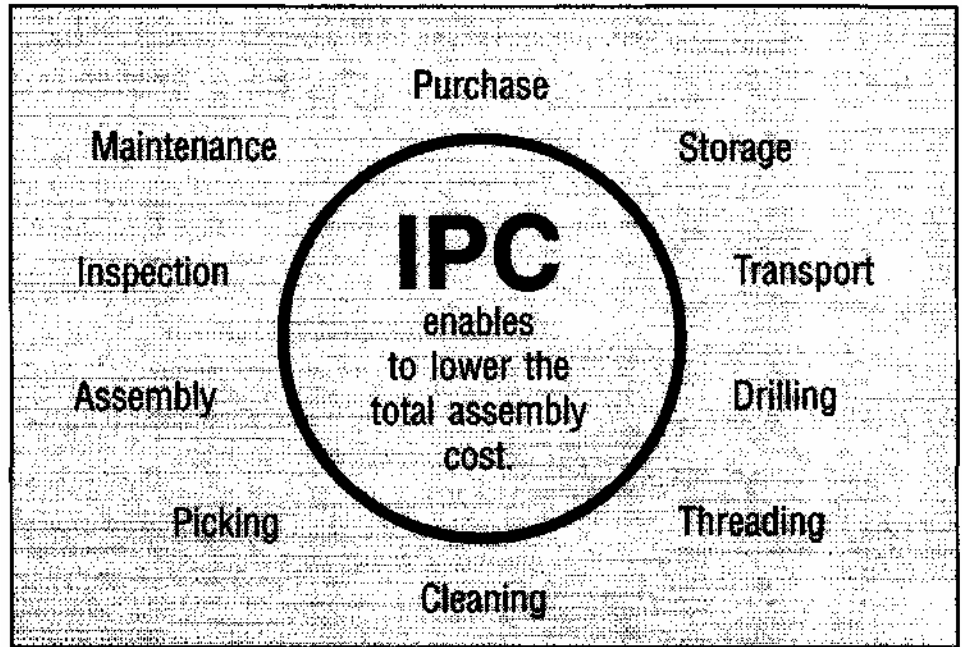 Purchase
Maintenance
Storage
IPC
enables
to lower the
total assembly
cost.
Inspection
Transport
Assembly
Drilling
Picking
Threading
Cleaning